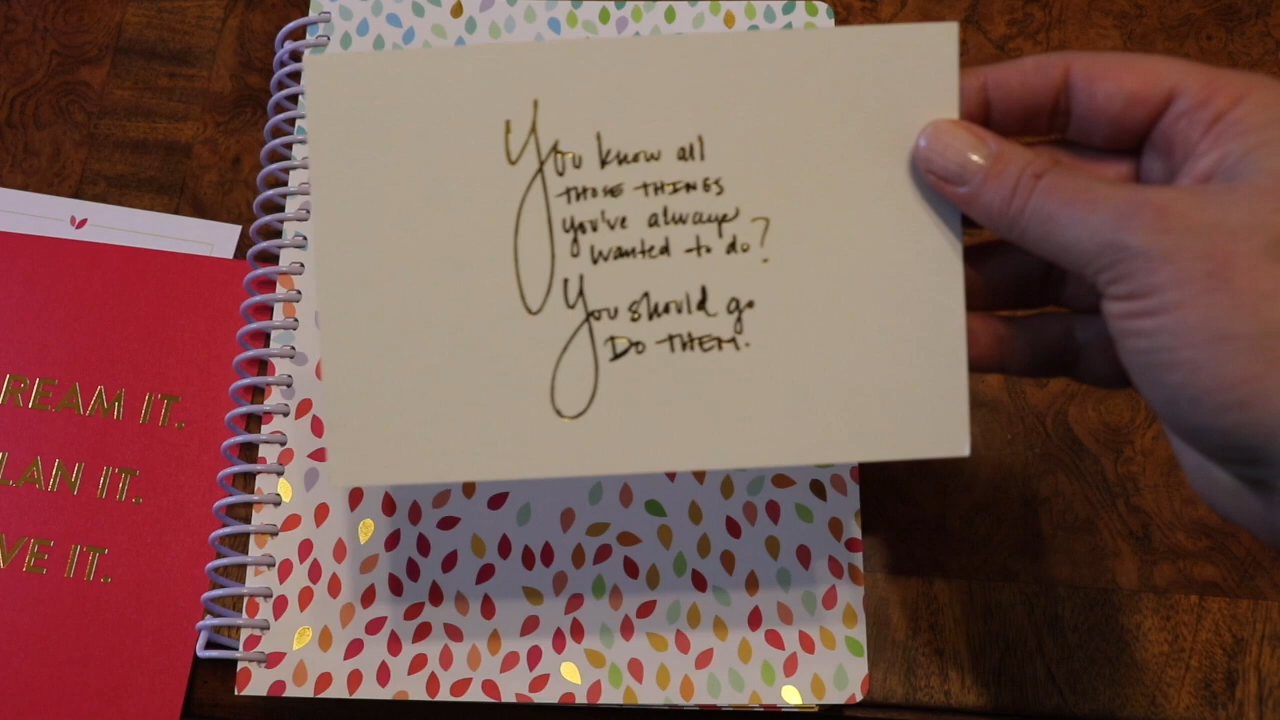 You know all
THOSE THINGS
you've always
wanted to do?
You should go
DO THEM.
REAM IT.
LAN IT.
VE IT.